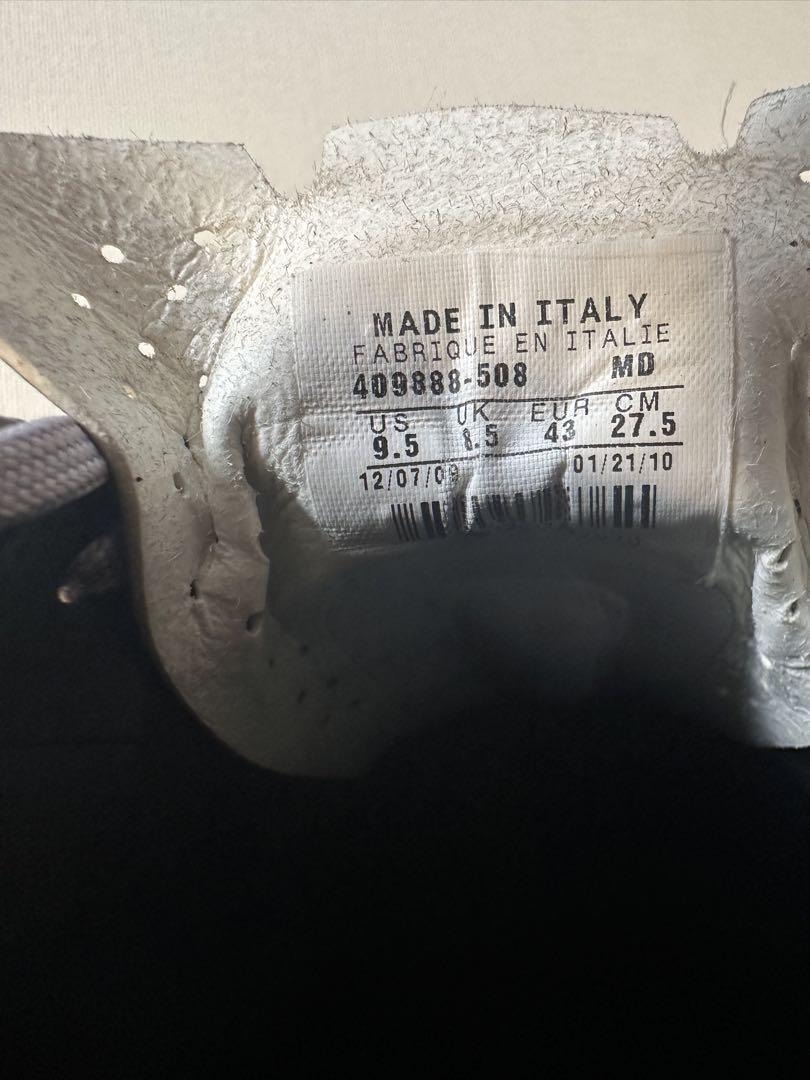 MADE IN ITALY
FABRIQUE EN ITALIE
409888-508 MD
US UK EUR CM
9.5 8.5 43 27.5
12/07/09 01/21/10